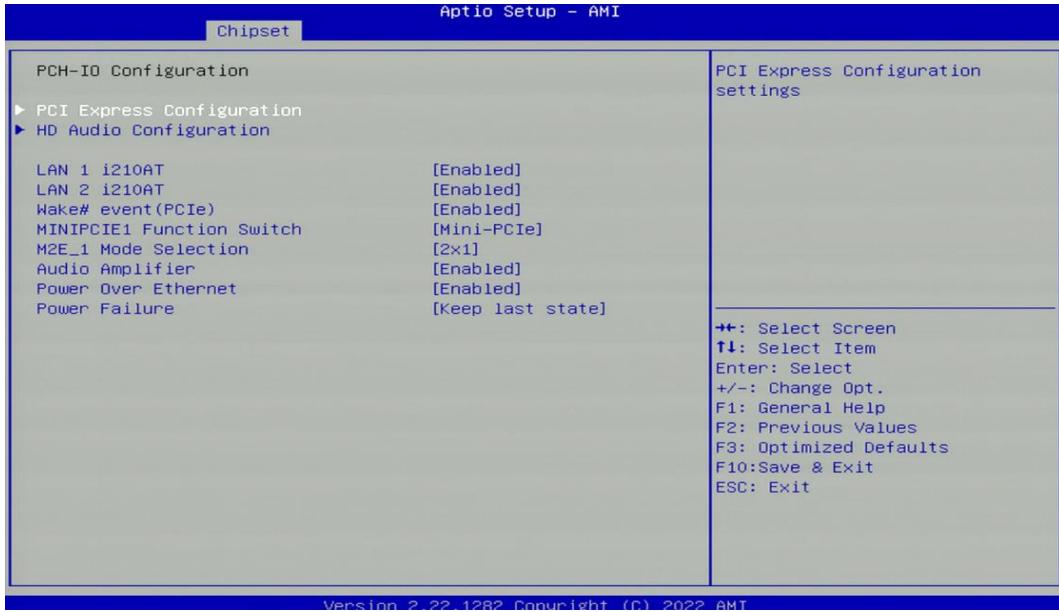 Aptio Setup - AMI
Chipset
PCH-IO Configuration
PCI Express Configuration
HD Audio Configuration
LAN 1 i210AT [Enabled]
LAN 2 i210AT [Enabled]
Wake# event(PCIe) [Enabled]
MINIPCIE1 Function Switch [Mini-PCIe]
M2E_1 Mode Selection [2x1]
Audio Amplifier [Enabled]
Power Over Ethernet [Enabled]
Power Failure [Keep last state]
PCI Express Configuration
settings
→←: Select Screen
↑↓: Select Item
Enter: Select
+/-: Change Opt.
F1: General Help
F2: Previous Values
F3: Optimized Defaults
F10:Save & Exit
ESC: Exit
Version 2.22.1282 Copyright (C) 2022 AMI